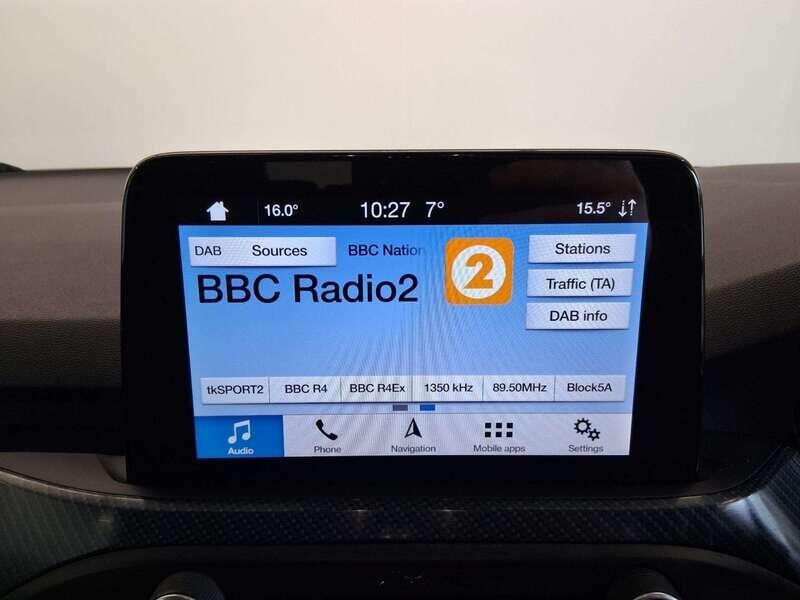 16.0° 10:27 7° 15.5°
DAB Sources BBC Nation 2 Stations
BBC Radio2 Traffic (TA)
DAB info
tkSPORT2 BBC R4 BBC R4Ex 1350 kHz 89.50MHz Block5A
Audio Phone Navigation Mobile apps Settings